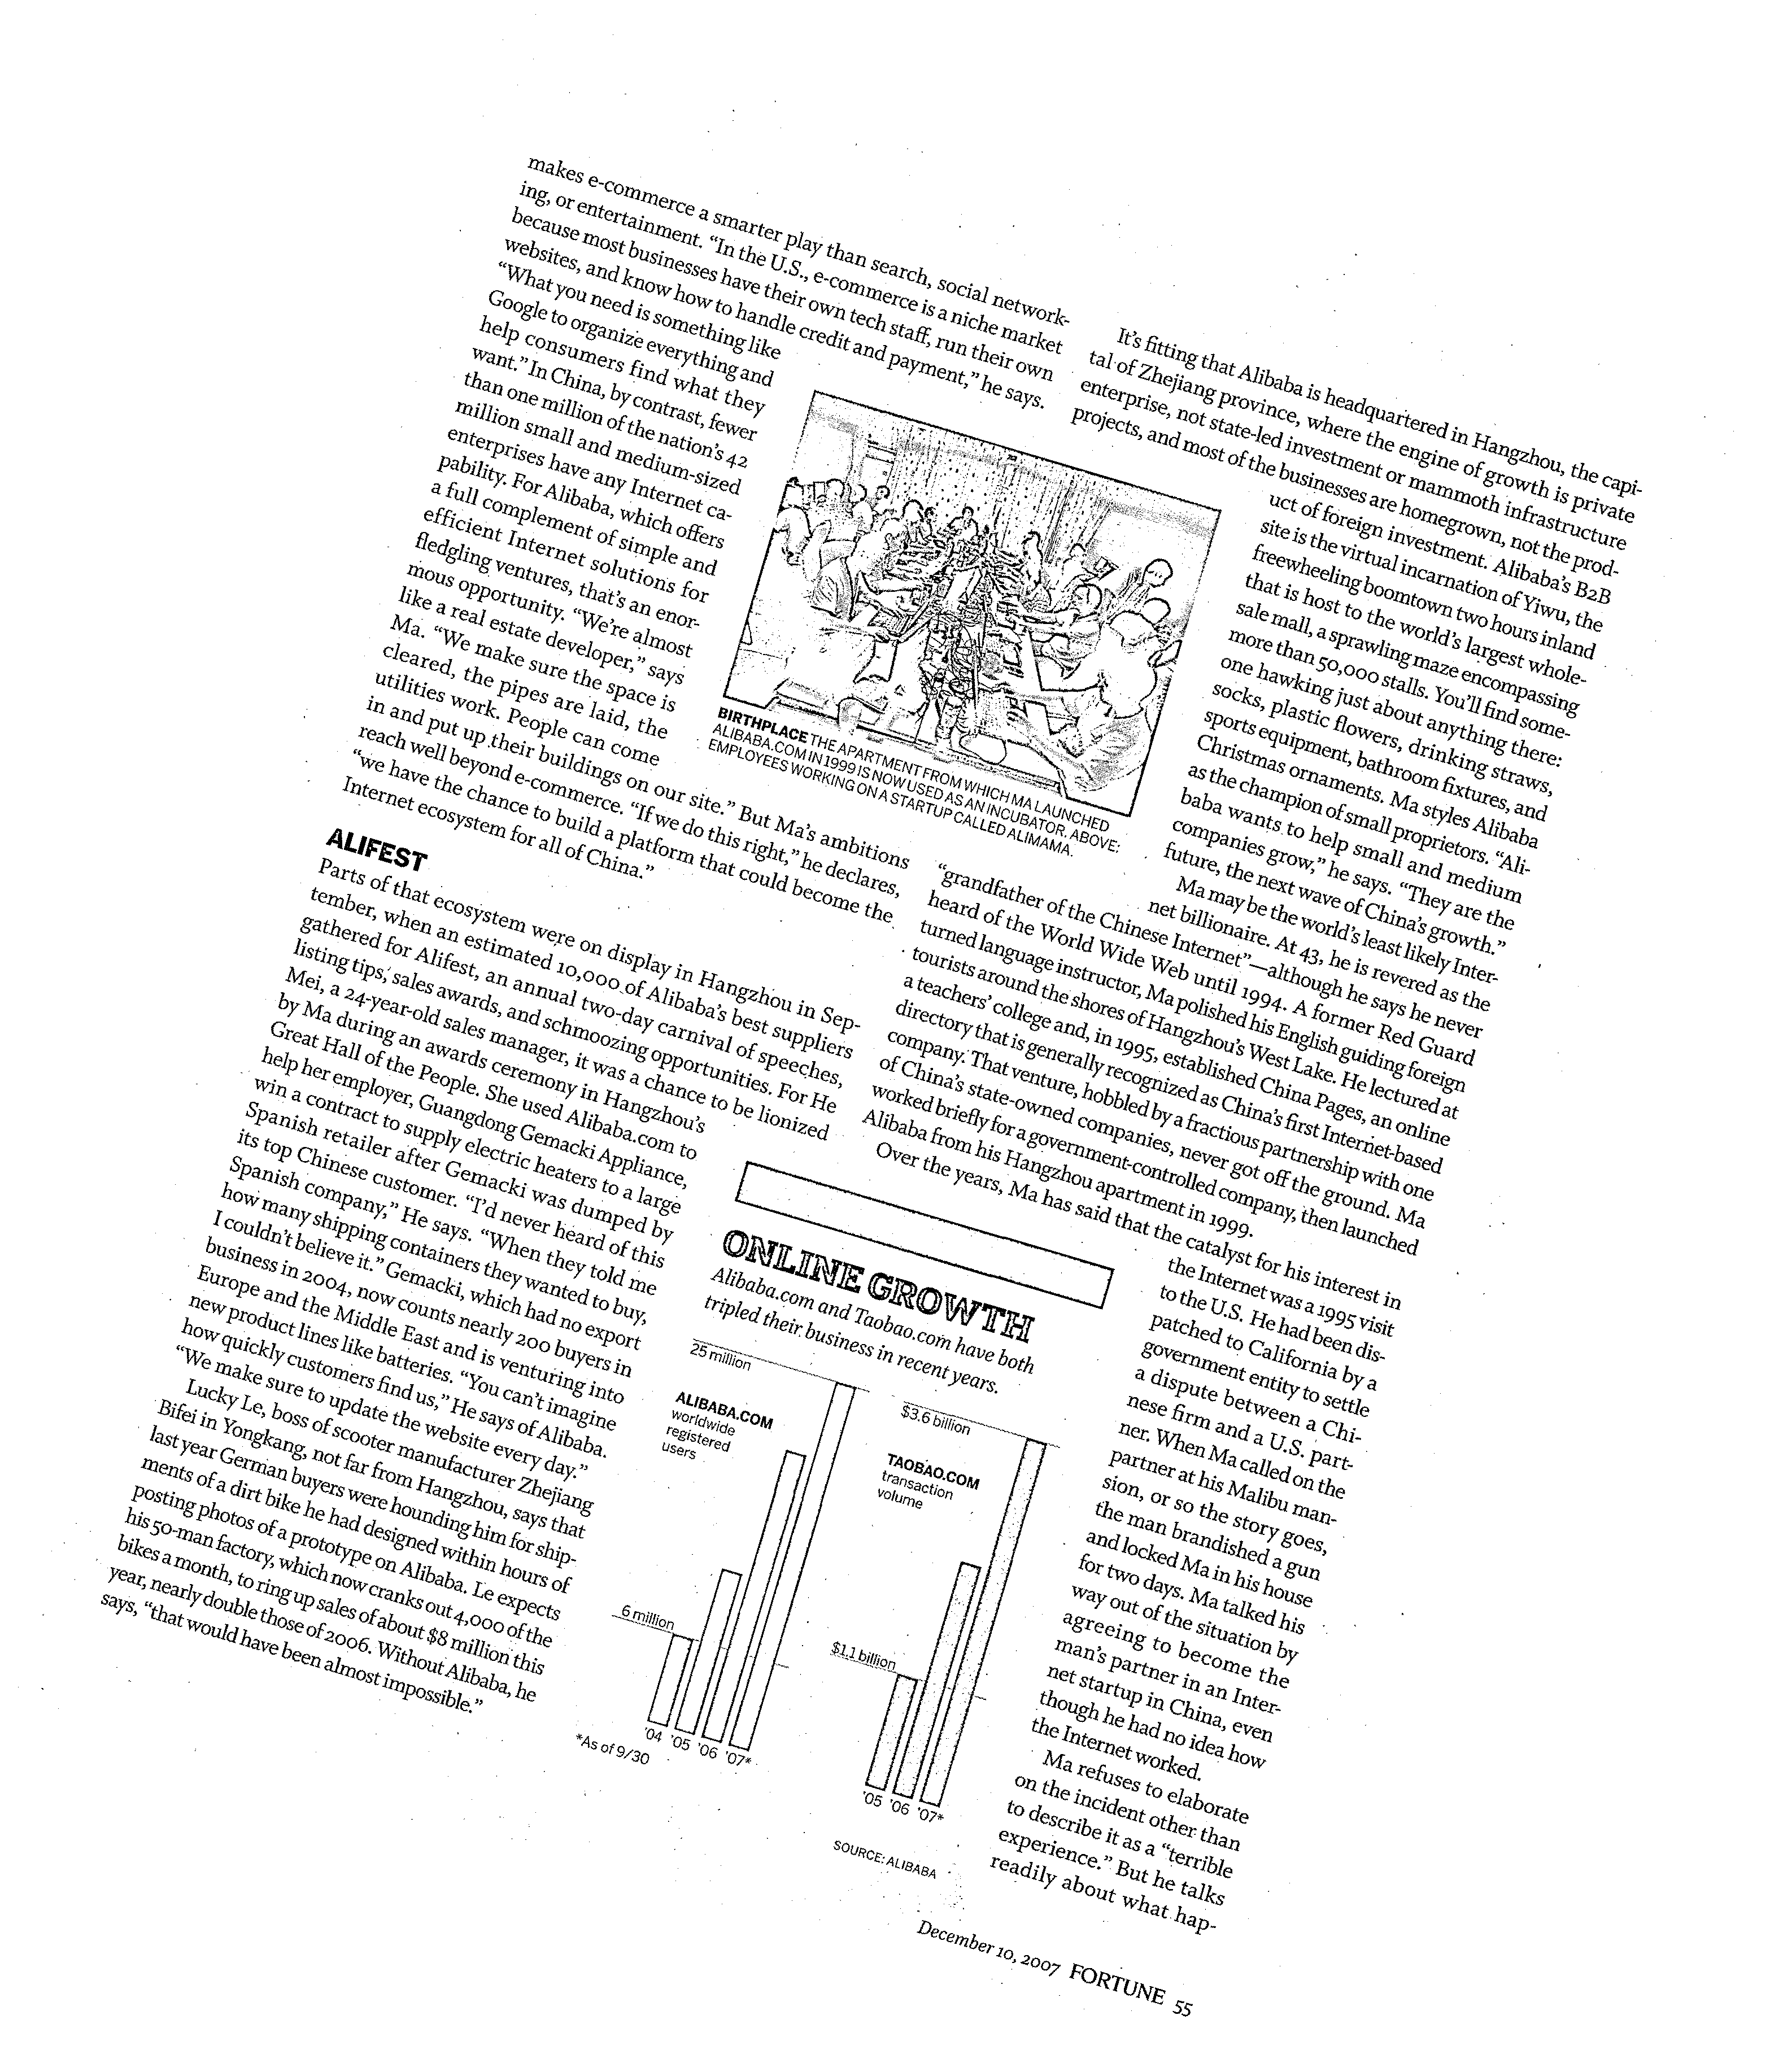 makes e-commerce a smarter play than search, social network-
ing, or entertainment. “In the U.S., e-commerce is a niche market
because most businesses have their own tech staff, run their own
websites, and know how to handle credit and payment,” he says.
“What you need is something like
Google to organize everything and
help consumers find what they
want.” In China, by contrast, fewer
than one million of the nation’s 42
million small and medium-sized
enterprises have any Internet ca-
pability. For Alibaba, which offers
a full complement of simple and
efficient Internet solutions for
fledgling ventures, that’s an enor-
mous opportunity. “We’re almost
like a real estate developer,” says
Ma. “We make sure the space is
cleared, the pipes are laid, the
utilities work. People can come
in and put up their buildings on our site.” But Ma’s ambitions
reach well beyond e-commerce. “If we do this right,” he declares,
“we have the chance to build a platform that could become the
Internet ecosystem for all of China.”
ALIFEST
Parts of that ecosystem were on display in Hangzhou in Sep-
tember, when an estimated 10,000 of Alibaba’s best suppliers
gathered for Alifest, an annual two-day carnival of speeches,
listing tips, sales awards, and schmoozing opportunities. For He
Mei, a 24-year-old sales manager, it was a chance to be lionized
by Ma during an awards ceremony in Hangzhou’s
Great Hall of the People. She used Alibaba.com to
help her employer, Guangdong Gemacki Appliance,
win a contract to supply electric heaters to a large
Spanish retailer after Gemacki was dumped by
its top Chinese customer. “I’d never heard of this
Spanish company,” He says. “When they told me
how many shipping containers they wanted to buy,
I couldn’t believe it.” Gemacki, which had no export
business in 2004, now counts nearly 200 buyers in
Europe and the Middle East and is venturing into
new product lines like batteries. “You can’t imagine
how quickly customers find us,” He says of Alibaba.
“We make sure to update the website every day.”
Lucky Le, boss of scooter manufacturer Zhejiang
Bifei in Yongkang, not far from Hangzhou, says that
last year German buyers were hounding him for ship-
ments of a dirt bike he had designed within hours of
posting photos of a prototype on Alibaba. Le expects
his 50-man factory, which now cranks out 4,000 of the
bikes a month, to ring up sales of about $8 million this
year, nearly double those of 2006. Without Alibaba, he
says, “that would have been almost impossible.”
BIRTHPLACE THE APARTMENT FROM WHICH MA LAUNCHED
ALIBABA.COM IN 1999 IS NOW USED AS AN INCUBATOR. ABOVE:
EMPLOYEES WORKING ON A STARTUP CALLED ALIMAMA.
It’s fitting that Alibaba is headquartered in Hangzhou, the capi-
tal of Zhejiang province, where the engine of growth is private
enterprise, not state-led investment or mammoth infrastructure
projects, and most of the businesses are homegrown, not the prod-
uct of foreign investment. Alibaba’s B2B
site is the virtual incarnation of Yiwu, the
freewheeling boomtown two hours inland
that is host to the world’s largest whole-
sale mall, a sprawling maze encompassing
more than 50,000 stalls. You’ll find some-
one hawking just about anything there:
socks, plastic flowers, drinking straws,
sports equipment, bathroom fixtures, and
Christmas ornaments. Ma styles Alibaba
as the champion of small proprietors. “Ali-
baba wants to help small and medium
companies grow,” he says. “They are the
future, the next wave of China’s growth.”
Ma may be the world’s least likely Inter-
net billionaire. At 43, he is revered as the
“grandfather of the Chinese Internet”—although he says he never
heard of the World Wide Web until 1994. A former Red Guard
turned language instructor, Ma polished his English guiding foreign
tourists around the shores of Hangzhou’s West Lake. He lectured at
a teachers’ college and, in 1995, established China Pages, an online
directory that is generally recognized as China’s first Internet-based
company. That venture, hobbled by a fractious partnership with one
of China’s state-owned companies, never got off the ground. Ma
worked briefly for a government-controlled company, then launched
Alibaba from his Hangzhou apartment in 1999.
Over the years, Ma has said that the catalyst for his interest in
the Internet was a 1995 visit
to the U.S. He had been dis-
patched to California by a
government entity to settle
a dispute between a Chi-
nese firm and a U.S. part-
ner. When Ma called on the
partner at his Malibu man-
sion, or so the story goes,
the man brandished a gun
and locked Ma in his house
for two days. Ma talked his
way out of the situation by
agreeing to become the
man’s partner in an Inter-
net startup in China, even
though he had no idea how
the Internet worked.
Ma refuses to elaborate
on the incident other than
to describe it as a “terrible
experience.” But he talks
readily about what hap-
ONLINE GROWTH
Alibaba.com and Taobao.com have both
tripled their business in recent years.
25 million
ALIBABA.COM
worldwide
registered
users
6 million
’04 ’05 ’06 ’07*
*As of 9/30
$3.6 billion
TAOBAO.COM
transaction
volume
$1.1 billion
’05 ’06 ’07*
SOURCE: ALIBABA
December 10, 2007 FORTUNE 55